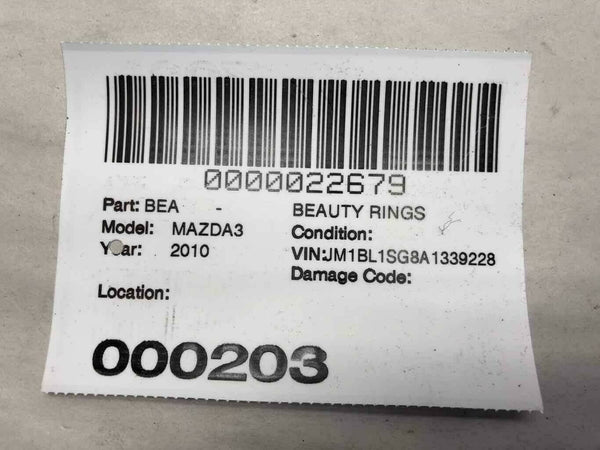 0000022679
Part: BEA - BEAUTY RINGS
Model: MAZDA3 Condition:
Year: 2010 VIN:JM1BL1SG8A1339228
Damage Code:
Location:
000203